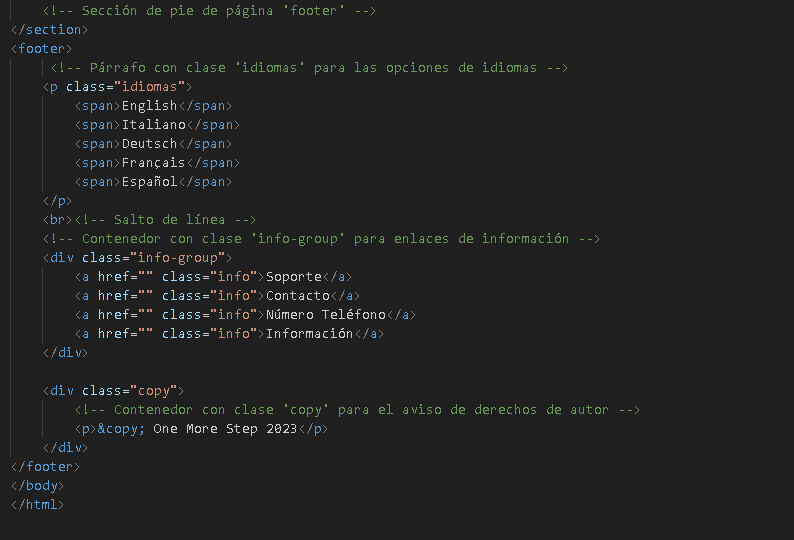 <!-- Sección de pie de página 'footer' -->
</section>
<footer>
<!-- Párrafo con clase 'idiomas' para las opciones de idiomas -->
<p class="idiomas">
<span>English</span>
<span>Italiano</span>
<span>Deutsch</span>
<span>Français</span>
<span>Español</span>
</p>
<br><!-- Salto de línea -->
<!-- Contenedor con clase 'info-group' para enlaces de información -->
<div class="info-group">
<a href="" class="info">Soporte</a>
<a href="" class="info">Contacto</a>
<a href="" class="info">Número Teléfono</a>
<a href="" class="info">Información</a>
</div>
<div class="copy">
<!-- Contenedor con clase 'copy' para el aviso de derechos de autor -->
<p>&copy; One More Step 2023</p>
</div>
</footer>
</body>
</html>